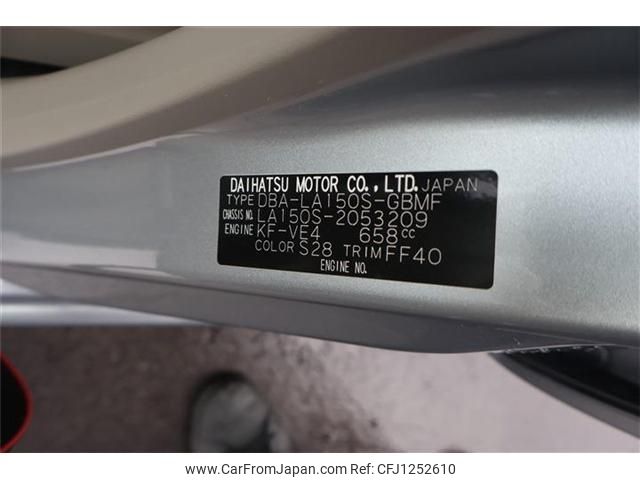 DAIHATSU MOTOR CO.,LTD. JAPAN
TYPE DBA-LA150S-GBMF
CHASSIS NO. LA150S-2053209
ENGINE KF-VE4 658cc
COLOR S28 TRIM FF40
ENGINE NO.
www.CarFromJapan.com | CarFromJapan | CFJ1252610